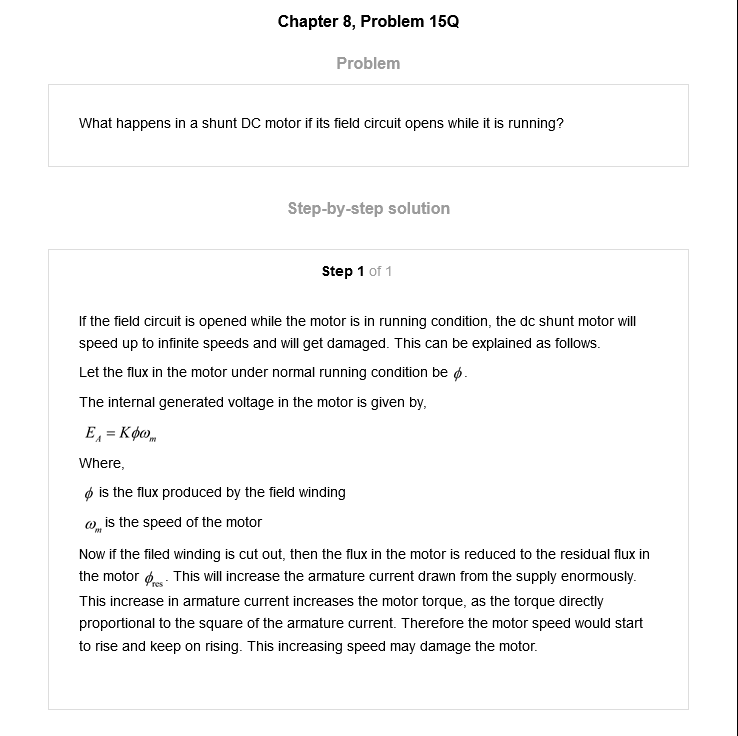 Chapter 8, Problem 15Q
Problem
What happens in a shunt DC motor if its field circuit opens while it is running?
Step-by-step solution
Step 1 of 1
If the field circuit is opened while the motor is in running condition, the dc shunt motor will
speed up to infinite speeds and will get damaged. This can be explained as follows.
Let the flux in the motor under normal running condition be ϕ.
The internal generated voltage in the motor is given by,
E_A = Kϕω_m
Where,
ϕ is the flux produced by the field winding
ω_m is the speed of the motor
Now if the filed winding is cut out, then the flux in the motor is reduced to the residual flux in
the motor ϕ_res. This will increase the armature current drawn from the supply enormously.
This increase in armature current increases the motor torque, as the torque directly
proportional to the square of the armature current. Therefore the motor speed would start
to rise and keep on rising. This increasing speed may damage the motor.